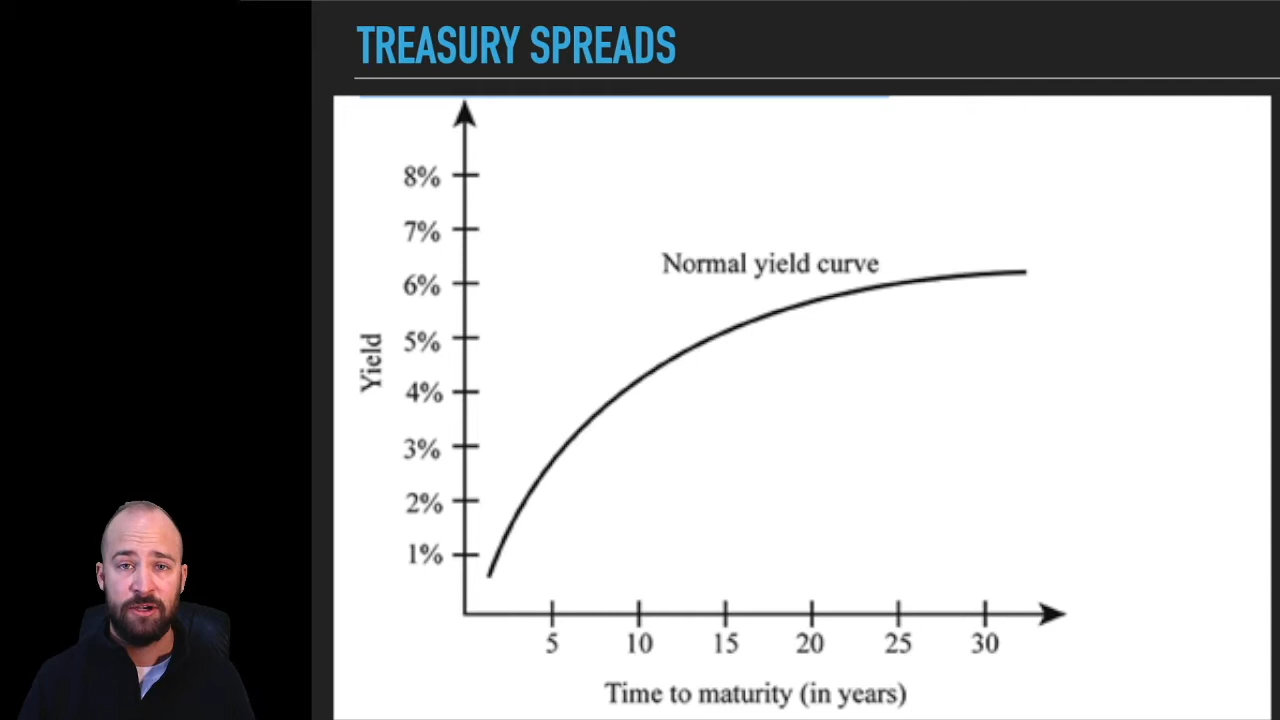 TREASURY SPREADS
8%
7%
Normal yield curve
6%
5%
Yield
4%
3%
2%
1%
5 10 15 20 25 30
Time to maturity (in years)